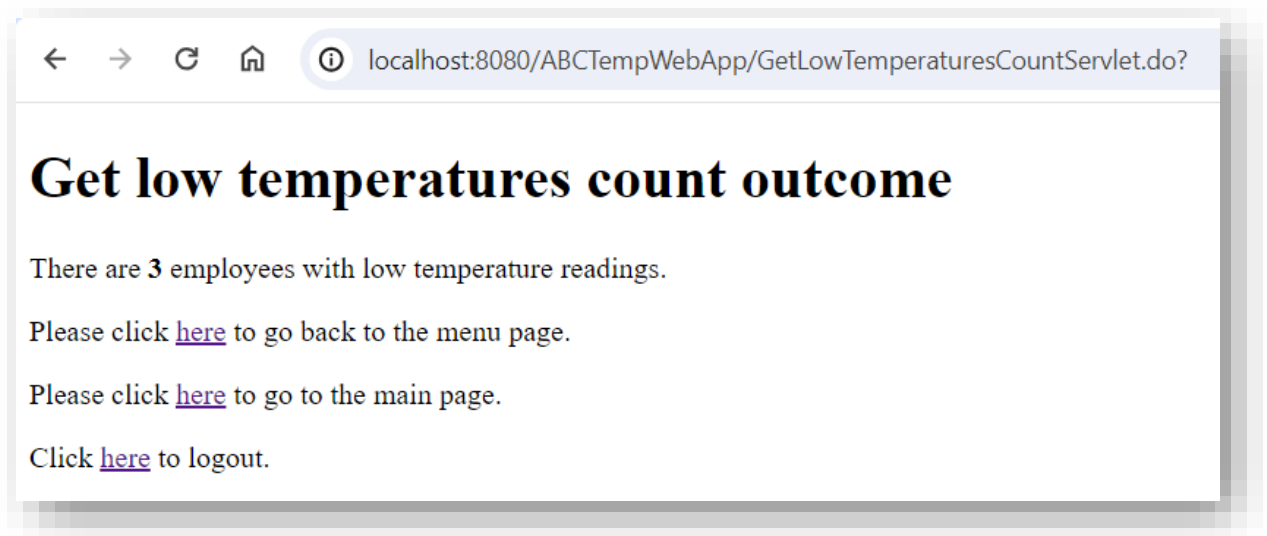 localhost:8080/ABCTempWebApp/GetLowTemperaturesCountServlet.do?
Get low temperatures count outcome
There are 3 employees with low temperature readings.
Please click here to go back to the menu page.
Please click here to go to the main page.
Click here to logout.